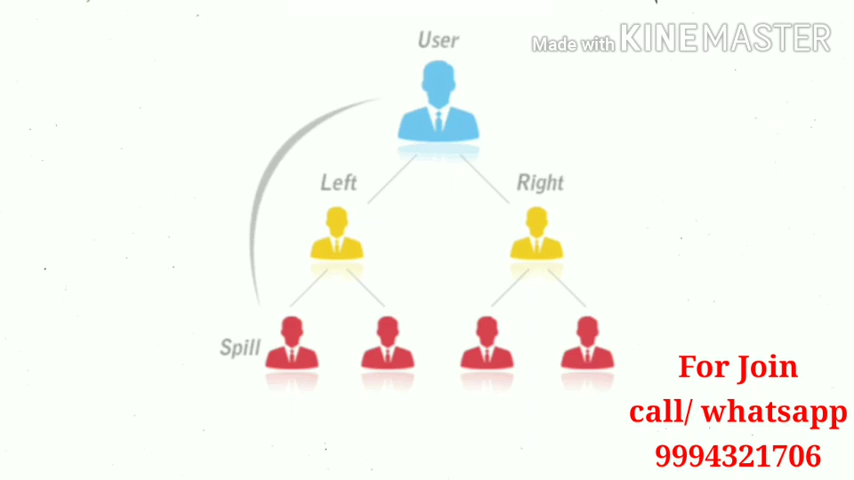 User
Made with KINEMASTER
Left
Right
Spill
For Join
call/ whatsapp
9994321706